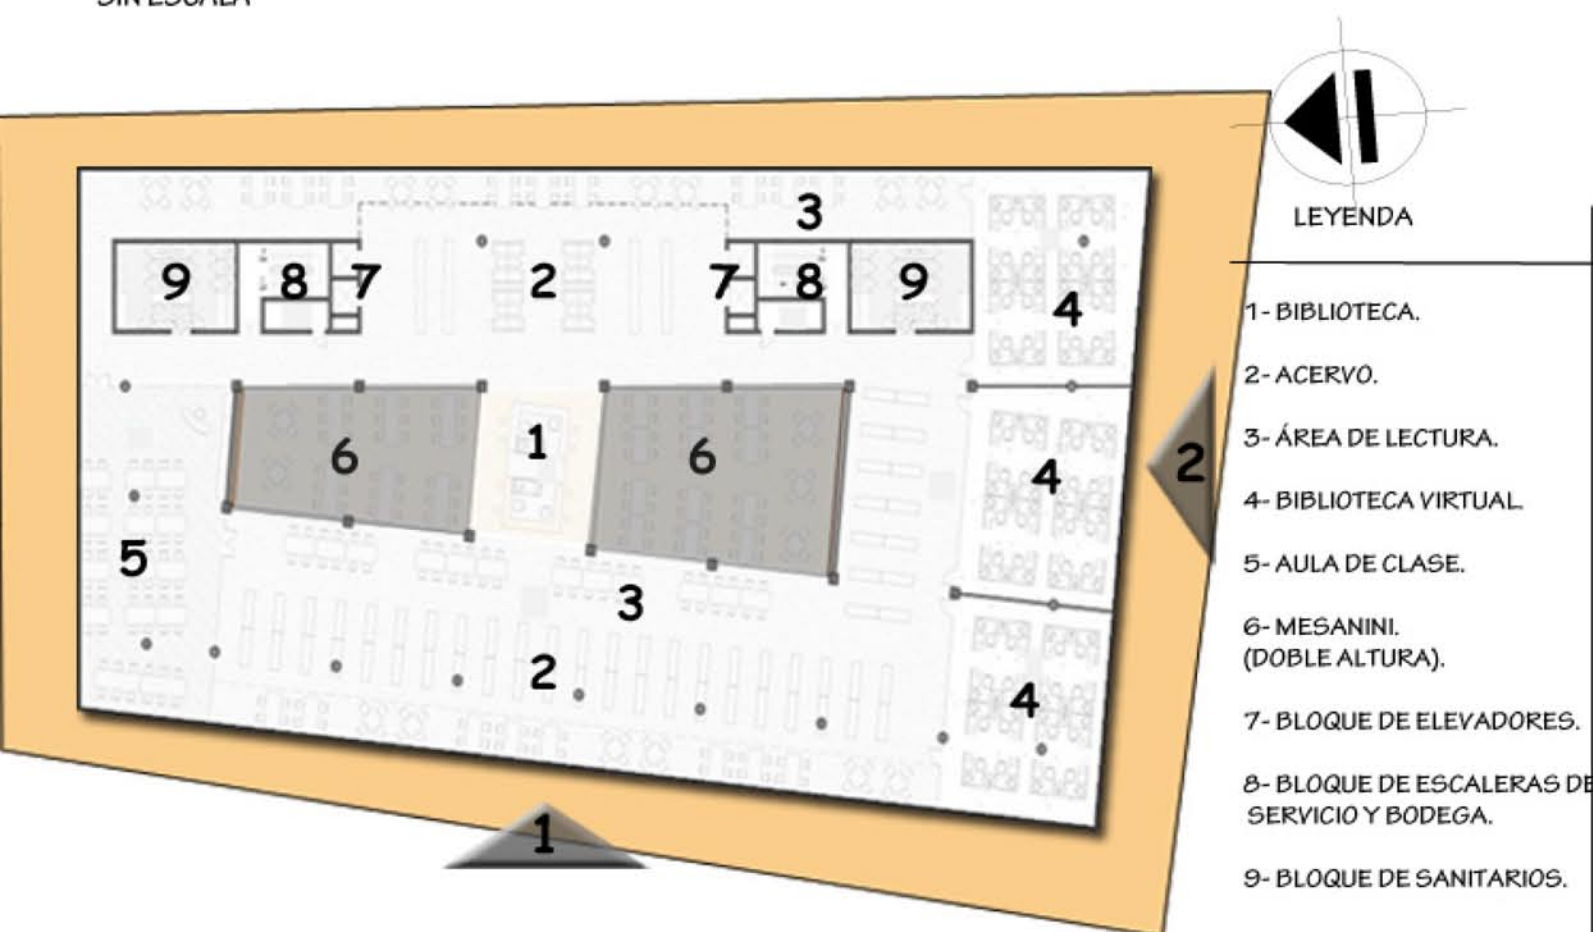 SIN ESCALA
3
9 8 7 2 7 8 9
4
6 1 6
4
2
5
3
2
4
1
LEYENDA
1- BIBLIOTECA.
2- ACERVO.
3- ÁREA DE LECTURA.
4- BIBLIOTECA VIRTUAL.
5- AULA DE CLASE.
6- MESANINI.
(DOBLE ALTURA).
7- BLOQUE DE ELEVADORES.
8- BLOQUE DE ESCALERAS DE
SERVICIO Y BODEGA.
9- BLOQUE DE SANITARIOS.